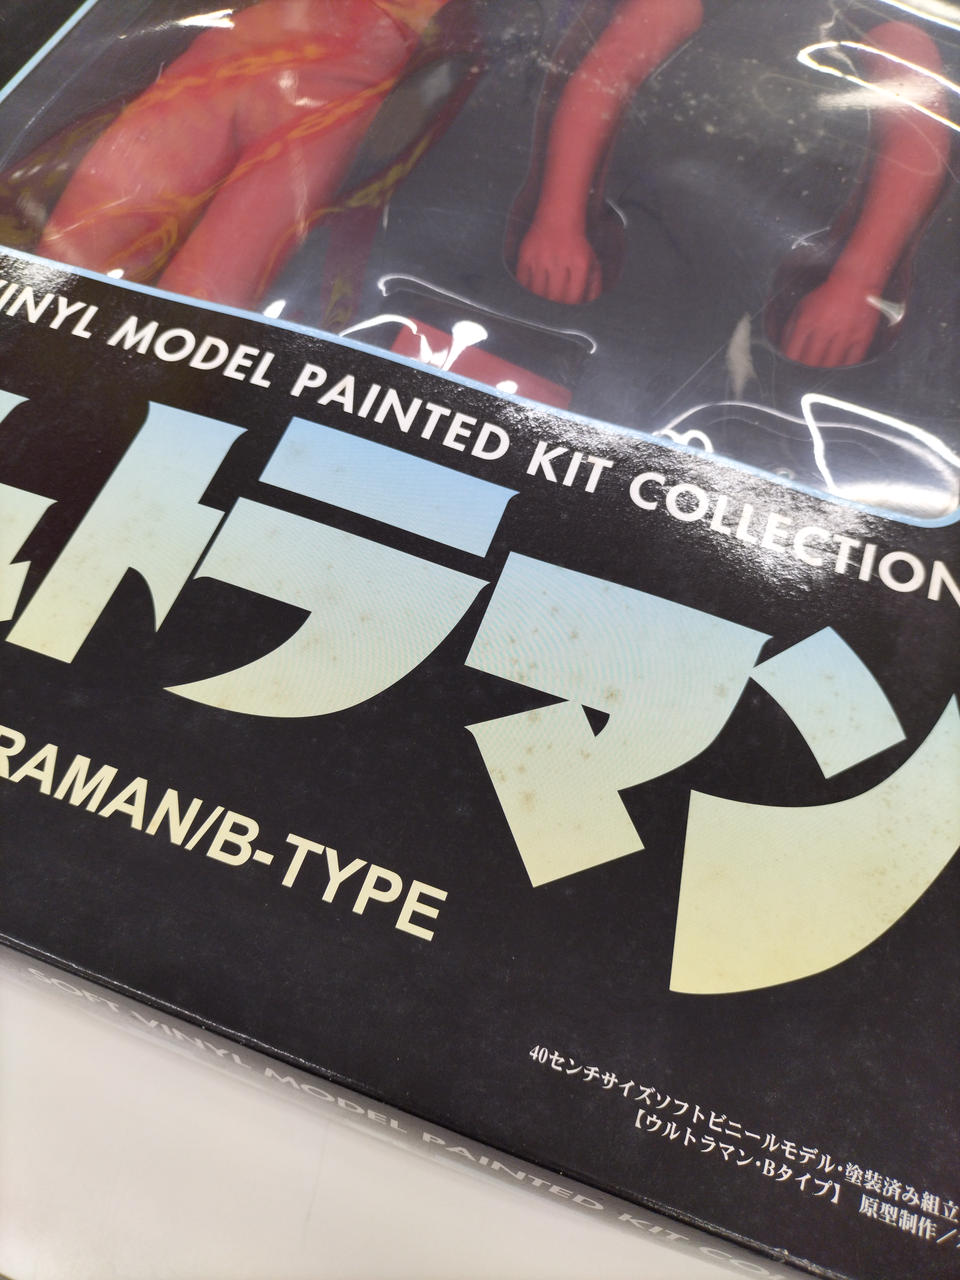 VINYL MODEL PAINTED KIT COLLECTION
ルトラマン
RAMAN/B-TYPE
40センチサイズソフトビニールモデル・塗装済み組立
【ウルトラマン・Bタイプ】 原型制作/
SOFT VINYL MODEL PAINTED KIT CO